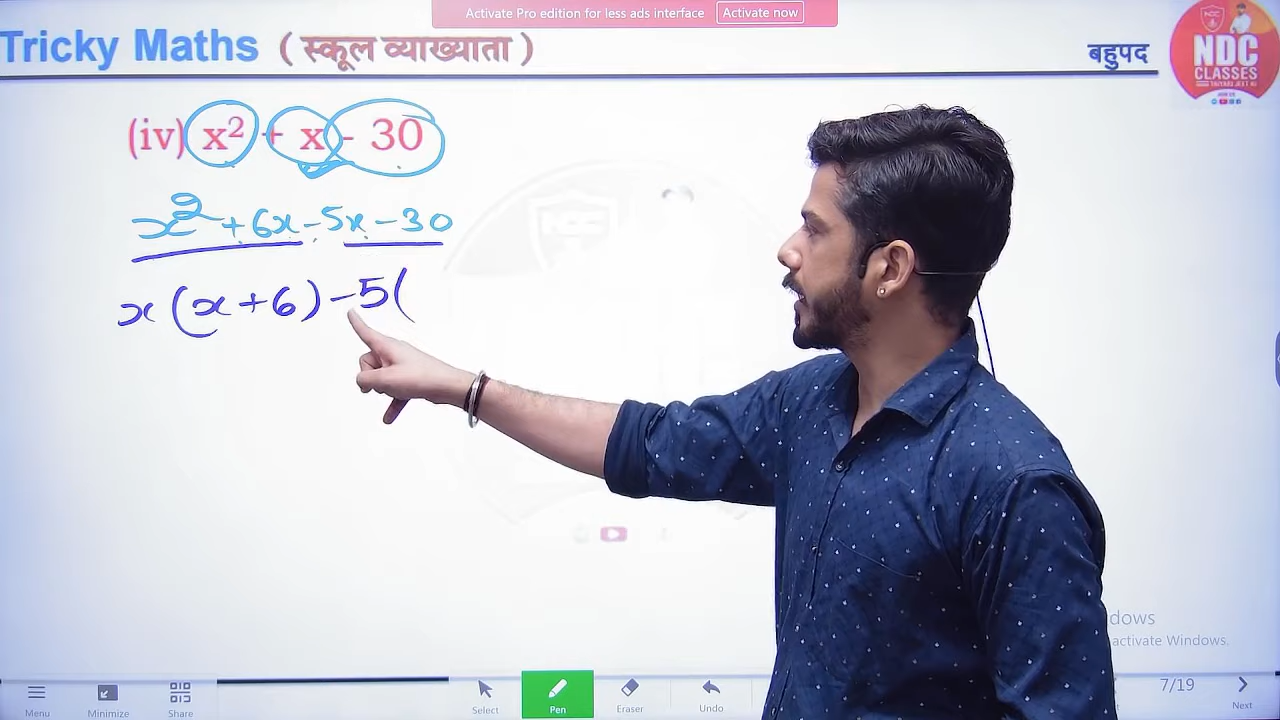 Activate Pro edition for less ads interface Activate now
Tricky Maths ( स्कूल व्याख्याता )
बहुपद
NDC
CLASSES
(iv) x² + x - 30
x² + 6x - 5x - 30
x (x + 6) - 5 (
dows
activate Windows.
Menu
Minimize
Share
Select
Pen
Eraser
Undo
7/19
Next